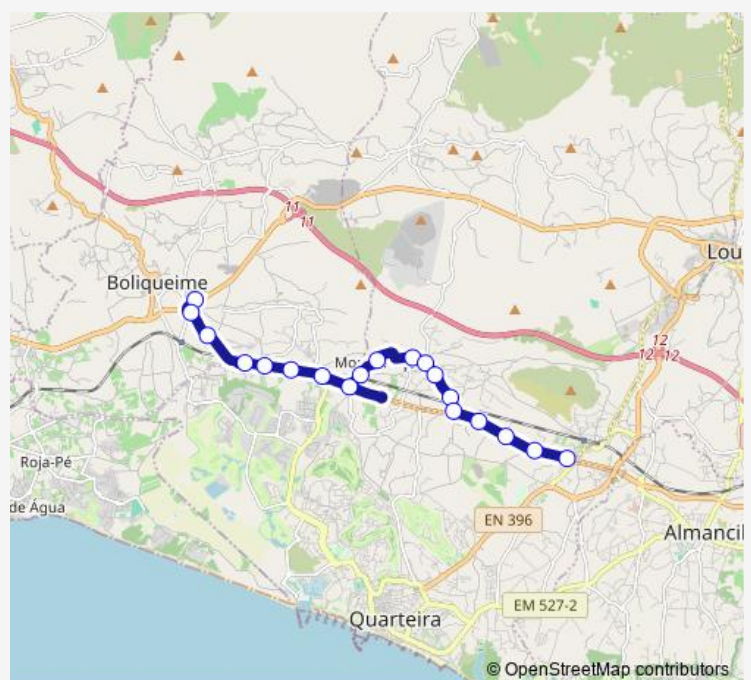 11
11
Lou
Boliqueime
12
12
12
Mo
Roja-Pé
de Água
EN 396
Almancil
EM 527-2
Quarteira
© OpenStreetMap contributors